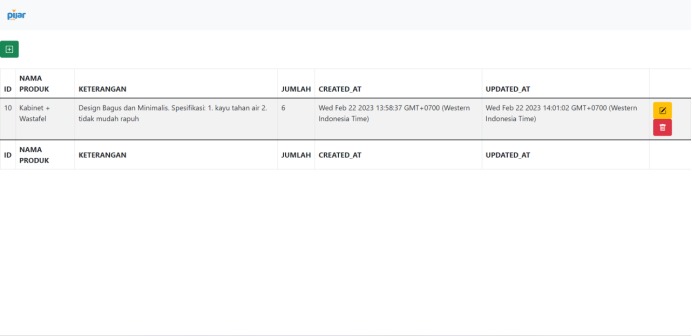 pijar
ID NAMA PRODUK KETERANGAN JUMLAH CREATED_AT UPDATED_AT
10 Kabinet + Wastafel Design Bagus dan Minimalis. Spesifikasi: 1. kayu tahan air 2. tidak mudah rapuh 6 Wed Feb 22 2023 13:58:37 GMT+0700 (Western Indonesia Time) Wed Feb 22 2023 14:01:02 GMT+0700 (Western Indonesia Time)
ID NAMA PRODUK KETERANGAN JUMLAH CREATED_AT UPDATED_AT